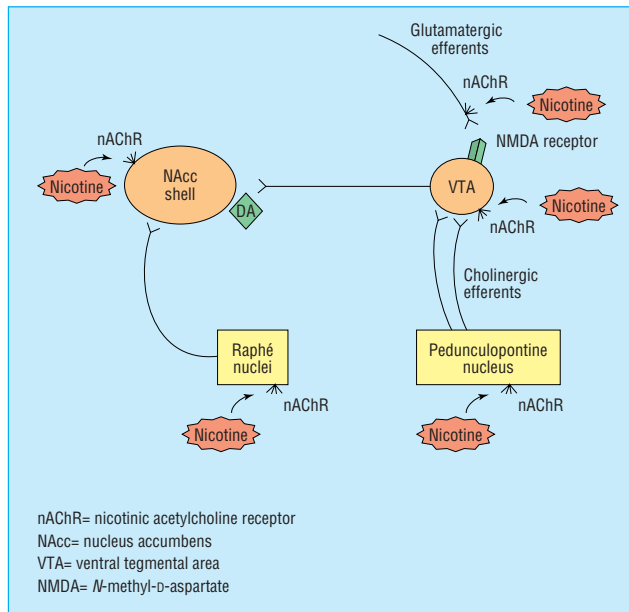 Glutamatergic
efferents
nAChR
Nicotine
NMDA receptor
nAChR
Nicotine
NAcc
shell
DA
VTA
Nicotine
nAChR
Cholinergic
efferents
Raphé
nuclei
Pedunculopontine
nucleus
nAChR
Nicotine
nAChR
Nicotine
nAChR= nicotinic acetylcholine receptor
NAcc= nucleus accumbens
VTA= ventral tegmental area
NMDA= N-methyl-D-aspartate